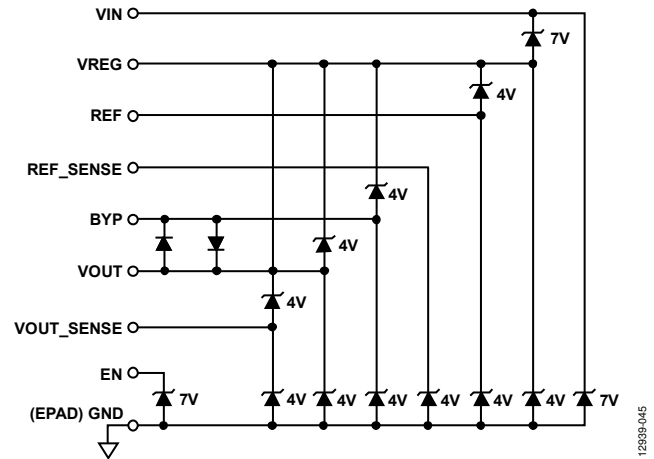 VIN
7V
VREG
4V
REF
REF_SENSE
4V
BYP
4V
VOUT
4V
VOUT_SENSE
EN
7V 4V 4V 4V 4V 4V 4V 7V
(EPAD) GND
12939-045